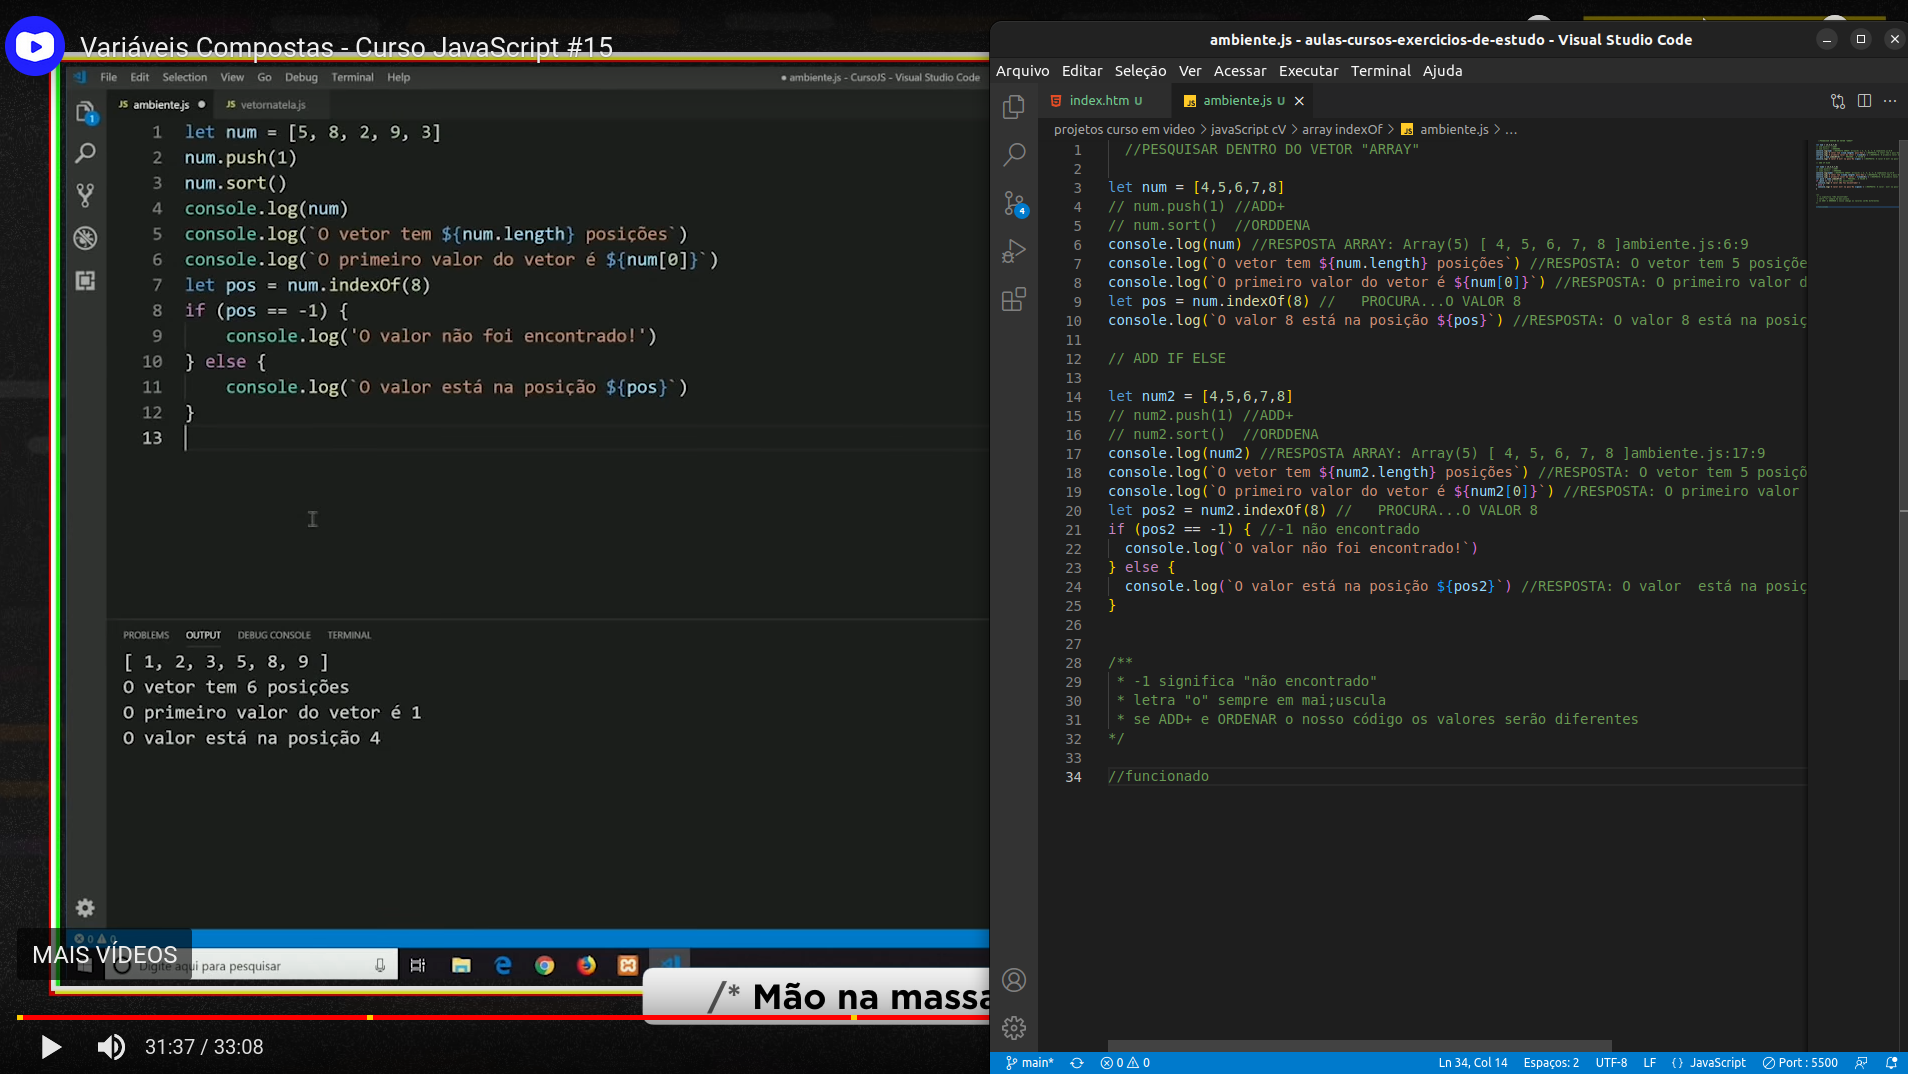 Variáveis Compostas - Curso JavaScript #15
File Edit Selection View Go Debug Terminal Help
● ambiente.js - CursoJS - Visual Studio Code
JS ambiente.js ●
JS vetornatela.js
1
1 let num = [5, 8, 2, 9, 3]
2 num.push(1)
3 num.sort()
4 console.log(num)
5 console.log(`O vetor tem ${num.length} posições`)
6 console.log(`O primeiro valor do vetor é ${num[0]}`)
7 let pos = num.indexOf(8)
8 if (pos == -1) {
9 console.log('O valor não foi encontrado!')
10 } else {
11 console.log(`O valor está na posição ${pos}`)
12 }
13
PROBLEMS OUTPUT DEBUG CONSOLE TERMINAL
[ 1, 2, 3, 5, 8, 9 ]
O vetor tem 6 posições
O primeiro valor do vetor é 1
O valor está na posição 4
0 0
MAIS VÍDEOS
Digite aqui para pesquisar
/* Mão na massa
31:37 / 33:08
ambiente.js - aulas-cursos-exercicios-de-estudo - Visual Studio Code
Arquivo Editar Seleção Ver Acessar Executar Terminal Ajuda
index.htm U
JS ambiente.js U
projetos curso em video > javaScript cV > array indexOf > JS ambiente.js > ...
4
1 //PESQUISAR DENTRO DO VETOR "ARRAY"
2
3 let num = [4,5,6,7,8]
4 // num.push(1) //ADD+
5 // num.sort() //ORDDENA
6 console.log(num) //RESPOSTA ARRAY: Array(5) [ 4, 5, 6, 7, 8 ]ambiente.js:6:9
7 console.log(`O vetor tem ${num.length} posições`) //RESPOSTA: O vetor tem 5 posiçõe
8 console.log(`O primeiro valor do vetor é ${num[0]}`) //RESPOSTA: O primeiro valor d
9 let pos = num.indexOf(8) // PROCURA...O VALOR 8
10 console.log(`O valor 8 está na posição ${pos}`) //RESPOSTA: O valor 8 está na posiç
11
12 // ADD IF ELSE
13
14 let num2 = [4,5,6,7,8]
15 // num2.push(1) //ADD+
16 // num2.sort() //ORDDENA
17 console.log(num2) //RESPOSTA ARRAY: Array(5) [ 4, 5, 6, 7, 8 ]ambiente.js:17:9
18 console.log(`O vetor tem ${num2.length} posições`) //RESPOSTA: O vetor tem 5 posiçõ
19 console.log(`O primeiro valor do vetor é ${num2[0]}`) //RESPOSTA: O primeiro valor
20 let pos2 = num2.indexOf(8) // PROCURA...O VALOR 8
21 if (pos2 == -1) { //-1 não encontrado
22 console.log(`O valor não foi encontrado!`)
23 } else {
24 console.log(`O valor está na posição ${pos2}`) //RESPOSTA: O valor está na posiç
25 }
26
27
28 /**
29 * -1 significa "não encontrado"
30 * letra "o" sempre em mai;uscula
31 * se ADD+ e ORDENAR o nosso código os valores serão diferentes
32 */
33
34 //funcionado
main* 0 0 Ln 34, Col 14 Espaços: 2 UTF-8 LF {} JavaScript Port : 5500